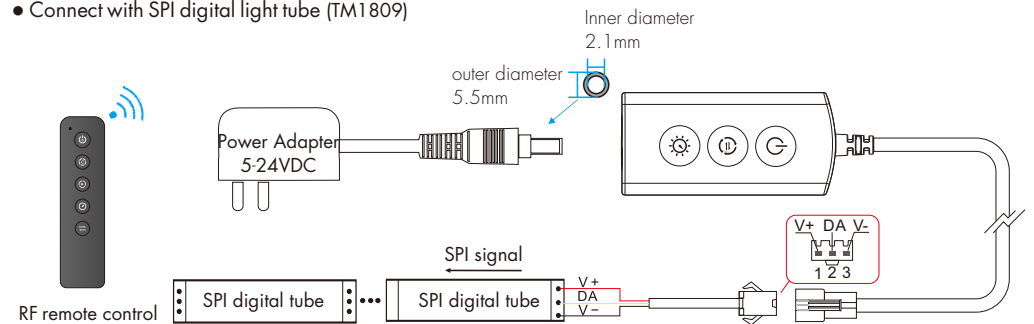 ● Connect with SPI digital light tube (TM1809)
Inner diameter
2.1mm
outer diameter
5.5mm
Power Adapter
5-24VDC
V+ DA V-
1 2 3
SPI signal
SPI digital tube
SPI digital tube
V +
DA
V –
RF remote control